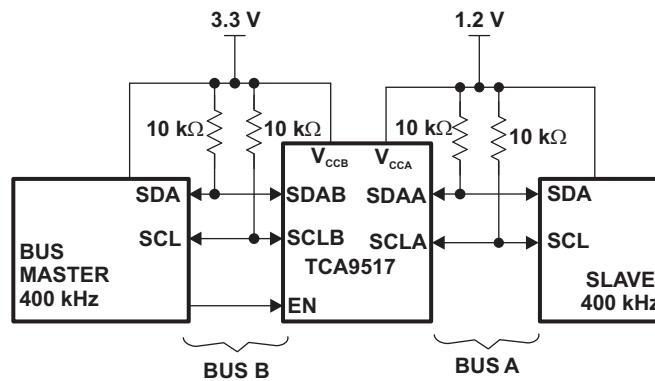 3.3 V
1.2 V
10 kΩ
10 kΩ
10 kΩ
10 kΩ
VCCB
VCCA
SDA
SDAB
SDAA
SDA
SCL
SCLB
SCLA
SCL
BUS
MASTER
400 kHz
TCA9517
EN
SLAVE
400 kHz
BUS B
BUS A